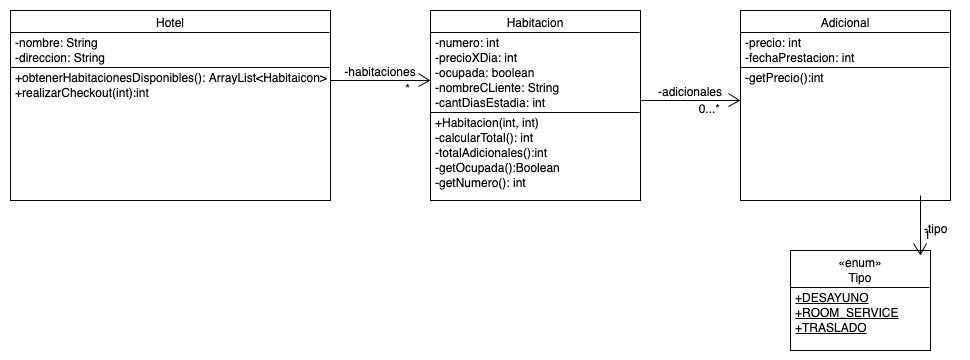 Hotel
-nombre: String
-direccion: String
+obtenerHabitacionesDisponibles(): ArrayList<Habitaicon>
+realizarCheckout(int):int
-habitaciones
*
Habitacion
-numero: int
-precioXDia: int
-ocupada: boolean
-nombreCLiente: String
-cantDiasEstadia: int
+Habitacion(int, int)
-calcularTotal(): int
-totalAdicionales():int
-getOcupada():Boolean
-getNumero(): int
-adicionales
0...*
Adicional
-precio: int
-fechaPrestacion: int
-getPrecio():int
-tipo
1
«enum»
Tipo
+DESAYUNO
+ROOM_SERVICE
+TRASLADO